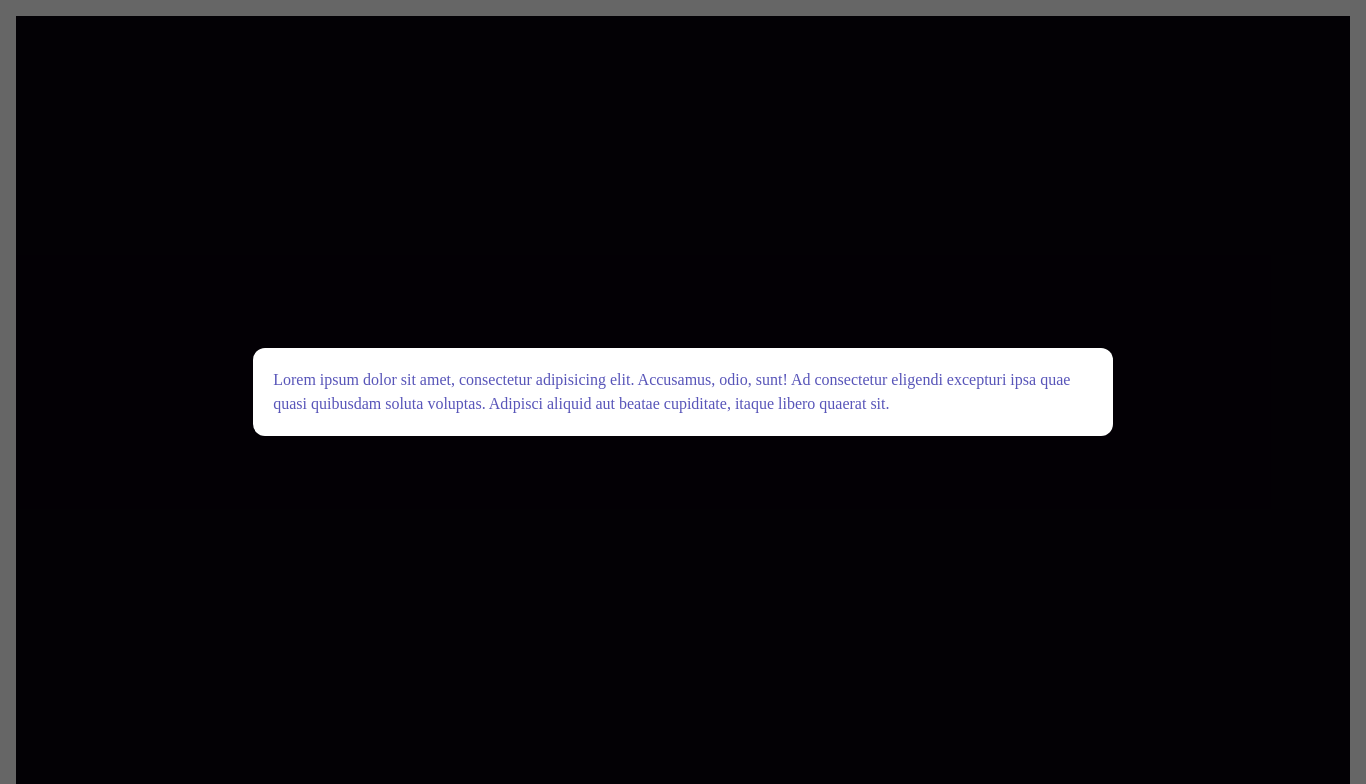 Lorem ipsum dolor sit amet, consectetur adipisicing elit. Accusamus, odio, sunt! Ad consectetur eligendi excepturi ipsa quae
quasi quibusdam soluta voluptas. Adipisci aliquid aut beatae cupiditate, itaque libero quaerat sit.